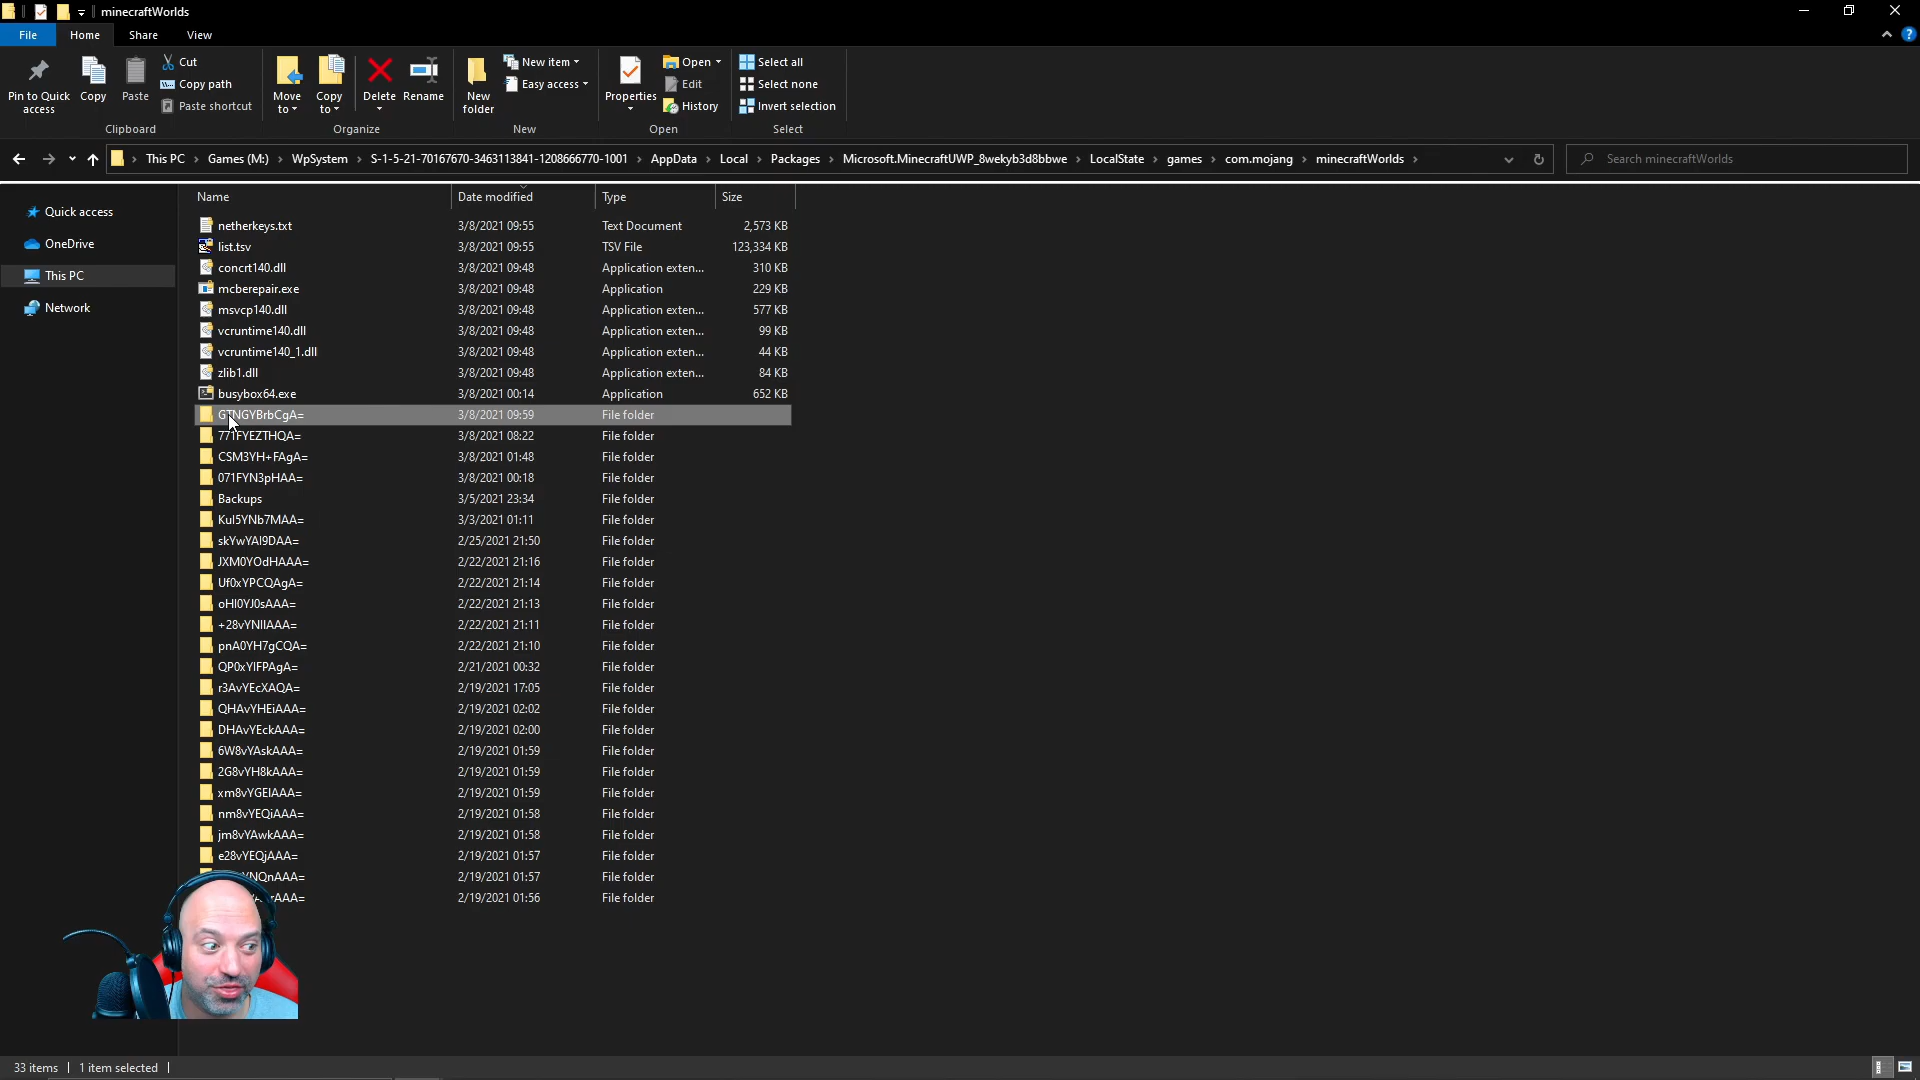 minecraftWorlds
File Home Share View
Pin to Quick access
Copy
Paste
Cut
Copy path
Paste shortcut
Clipboard
Move to
Copy to
Delete
Rename
Organize
New folder
New item
Easy access
New
Properties
Open
Edit
History
Open
Select all
Select none
Invert selection
Select
This PC Games (M:) WpSystem S-1-5-21-70167670-3463113841-1208666770-1001 AppData Local Packages Microsoft.MinecraftUWP_8wekyb3d8bbwe LocalState games com.mojang minecraftWorlds
Search minecraftWorlds
Quick access
OneDrive
This PC
Network
Name Date modified Type Size
netherkeys.txt 3/8/2021 09:55 Text Document 2,573 KB
list.tsv 3/8/2021 09:55 TSV File 123,334 KB
concrt140.dll 3/8/2021 09:48 Application exten... 310 KB
mcberepair.exe 3/8/2021 09:48 Application 229 KB
msvcp140.dll 3/8/2021 09:48 Application exten... 577 KB
vcruntime140.dll 3/8/2021 09:48 Application exten... 99 KB
vcruntime140_1.dll 3/8/2021 09:48 Application exten... 44 KB
zlib1.dll 3/8/2021 09:48 Application exten... 84 KB
busybox64.exe 3/8/2021 00:14 Application 652 KB
GTNGYBrbCgA= 3/8/2021 09:59 File folder
771FYEZTHQA= 3/8/2021 08:22 File folder
CSM3YH+FAgA= 3/8/2021 01:48 File folder
071FYN3pHAA= 3/8/2021 00:18 File folder
Backups 3/5/2021 23:34 File folder
KuI5YNb7MAA= 3/3/2021 01:11 File folder
skYwYAI9DAA= 2/25/2021 21:50 File folder
JXM0YOdHAAA= 2/22/2021 21:16 File folder
Uf0xYPCQAgA= 2/22/2021 21:14 File folder
oHI0YJ0sAAA= 2/22/2021 21:13 File folder
+28vYNIIAAA= 2/22/2021 21:11 File folder
pnA0YH7gCQA= 2/22/2021 21:10 File folder
QP0xYIFPAgA= 2/21/2021 00:32 File folder
r3AvYEcXAQA= 2/19/2021 17:05 File folder
QHAvYHEiAAA= 2/19/2021 02:02 File folder
DHAvYEckAAA= 2/19/2021 02:00 File folder
6W8vYAskAAA= 2/19/2021 01:59 File folder
2G8vYH8kAAA= 2/19/2021 01:59 File folder
xm8vYGEIAAA= 2/19/2021 01:59 File folder
nm8vYEQiAAA= 2/19/2021 01:58 File folder
jm8vYAwkAAA= 2/19/2021 01:58 File folder
e28vYEQjAAA= 2/19/2021 01:57 File folder
YNQnAAA= 2/19/2021 01:57 File folder
rAAA= 2/19/2021 01:56 File folder
33 items 1 item selected